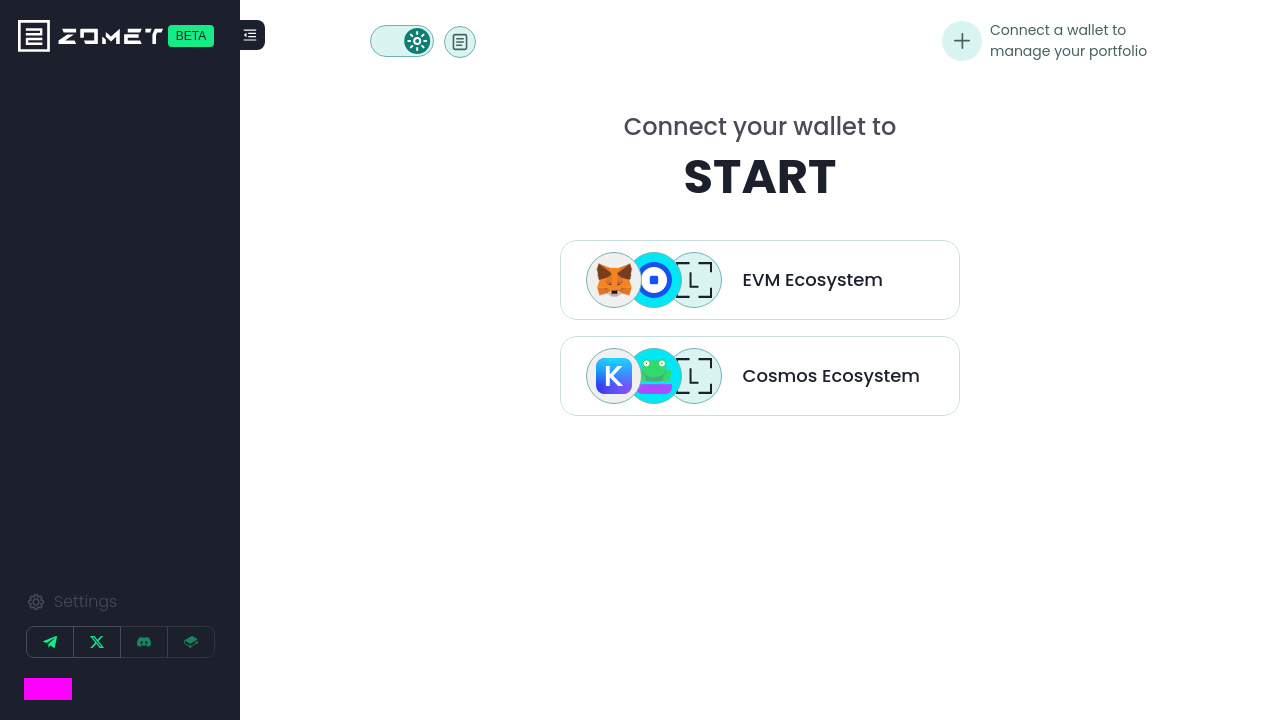 ZOMET BETA
Connect a wallet to
manage your portfolio
Connect your wallet to
START
L EVM Ecosystem
K L Cosmos Ecosystem
Settings